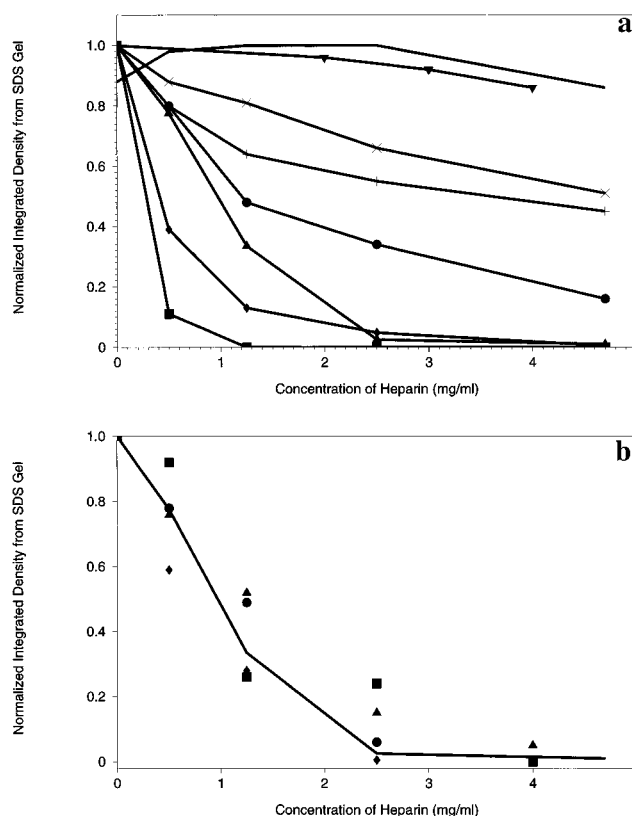 a
Normalized Integrated Density from SDS Gel
1.0
0.8
0.6
0.4
0.2
0
0 1 2 3 4
Concentration of Heparin (mg/ml)
b
Normalized Integrated Density from SDS Gel
1.0
0.8
0.6
0.4
0.2
0
0 1 2 3 4
Concentration of Heparin (mg/ml)